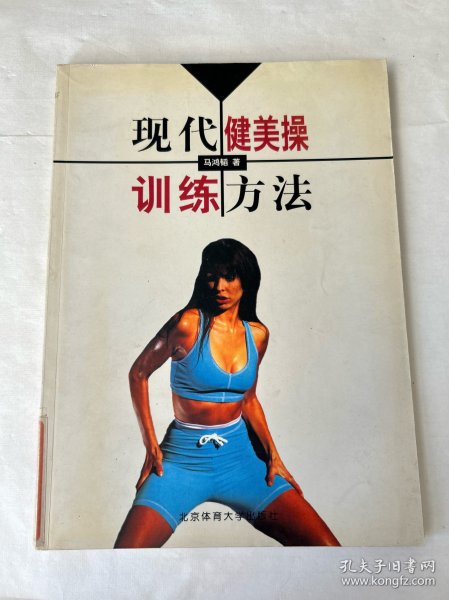 现代健美操
马鸿韬 著
训练方法
北京体育大学出版社
孔夫子旧书网
www.kongfz.com